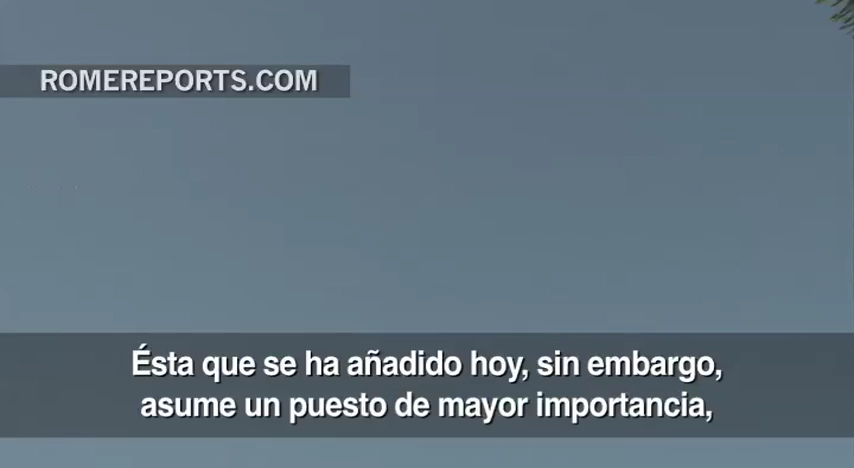 ROMEREPORTS.COM
Ésta que se ha añadido hoy, sin embargo,
asume un puesto de mayor importancia,